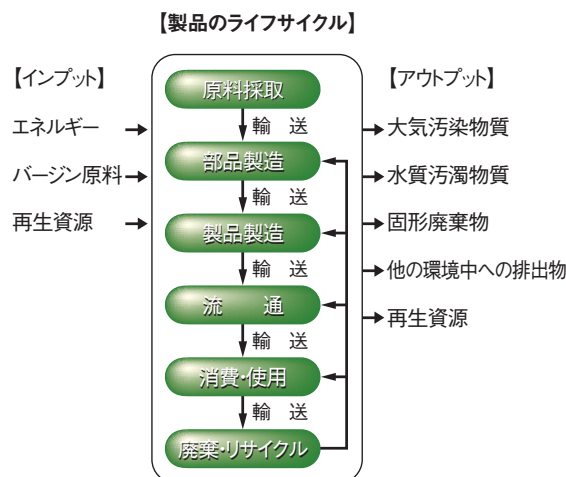 【製品のライフサイクル】
【インプット】
エネルギー
バージン原料
再生資源
原料採取
輸 送
部品製造
輸 送
製品製造
輸 送
流 通
輸 送
消費・使用
輸 送
廃棄・リサイクル
【アウトプット】
大気汚染物質
水質汚濁物質
固形廃棄物
他の環境中への排出物
再生資源